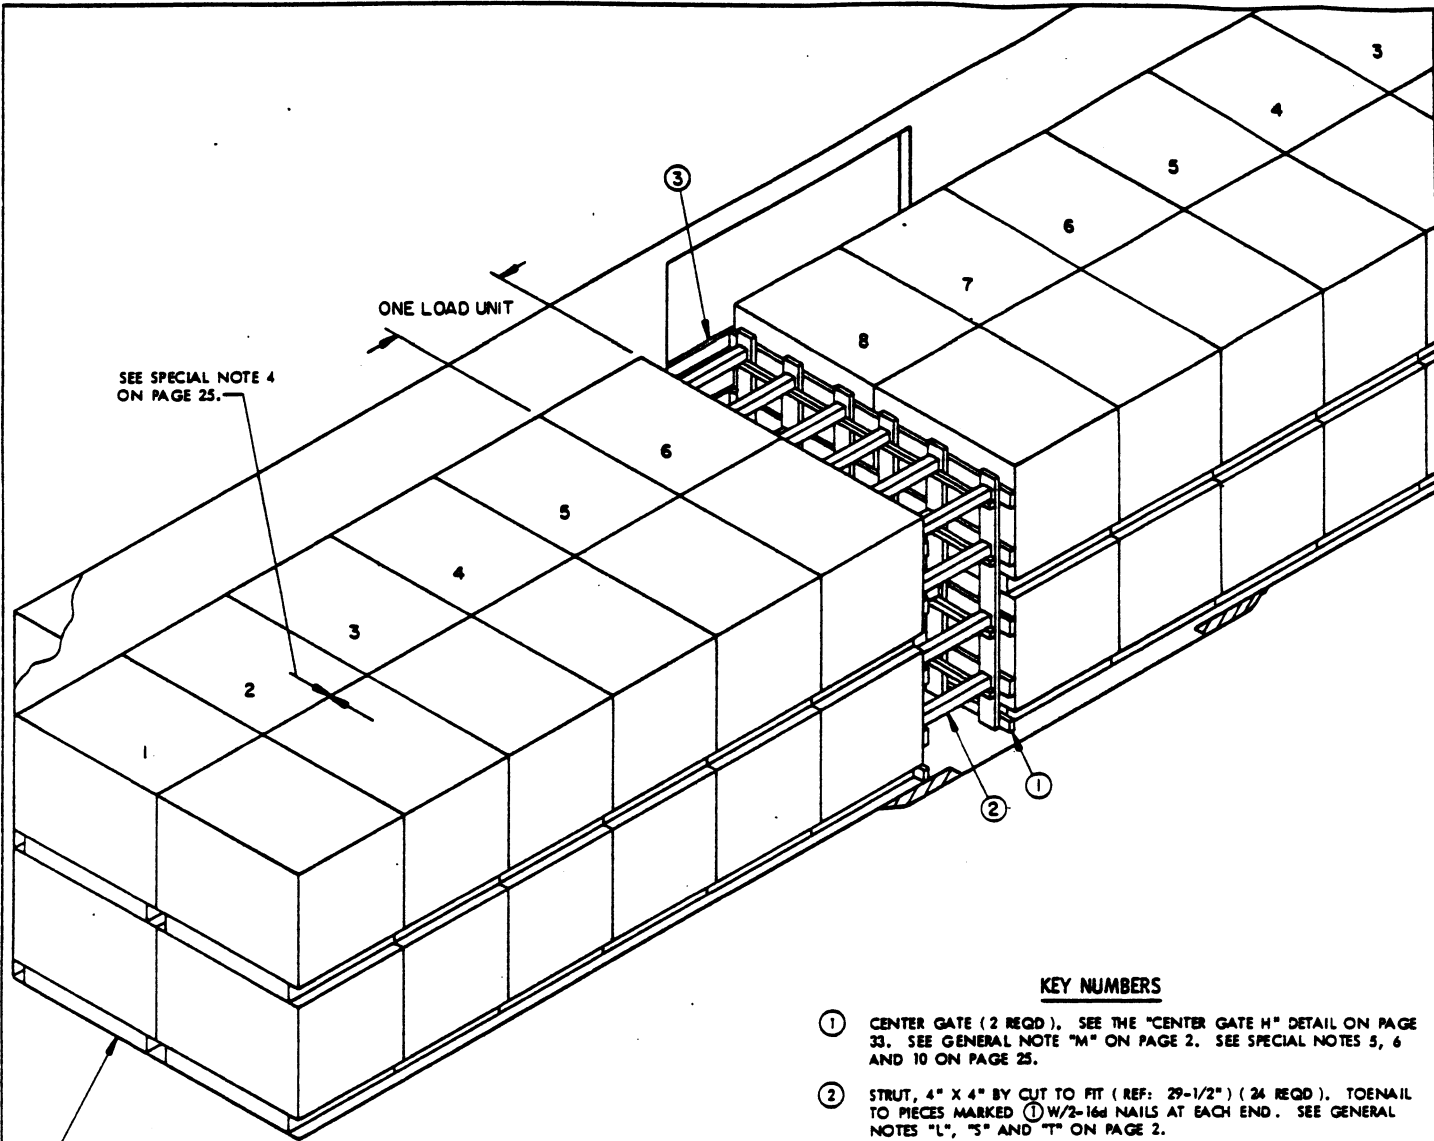 3
4
5
6
7
8
③
ONE LOAD UNIT
SEE SPECIAL NOTE 4
ON PAGE 25.
6
5
4
3
2
1
①
②
KEY NUMBERS
① CENTER GATE ( 2 REQD ). SEE THE "CENTER GATE H" DETAIL ON PAGE
33. SEE GENERAL NOTE "M" ON PAGE 2. SEE SPECIAL NOTES 5, 6
AND 10 ON PAGE 25.
② STRUT, 4" X 4" BY CUT TO FIT ( REF: 29-1/2" ) ( 24 REQD ). TOENAIL
TO PIECES MARKED ① W/2-16d NAILS AT EACH END. SEE GENERAL
NOTES "L", "S" AND "T" ON PAGE 2.